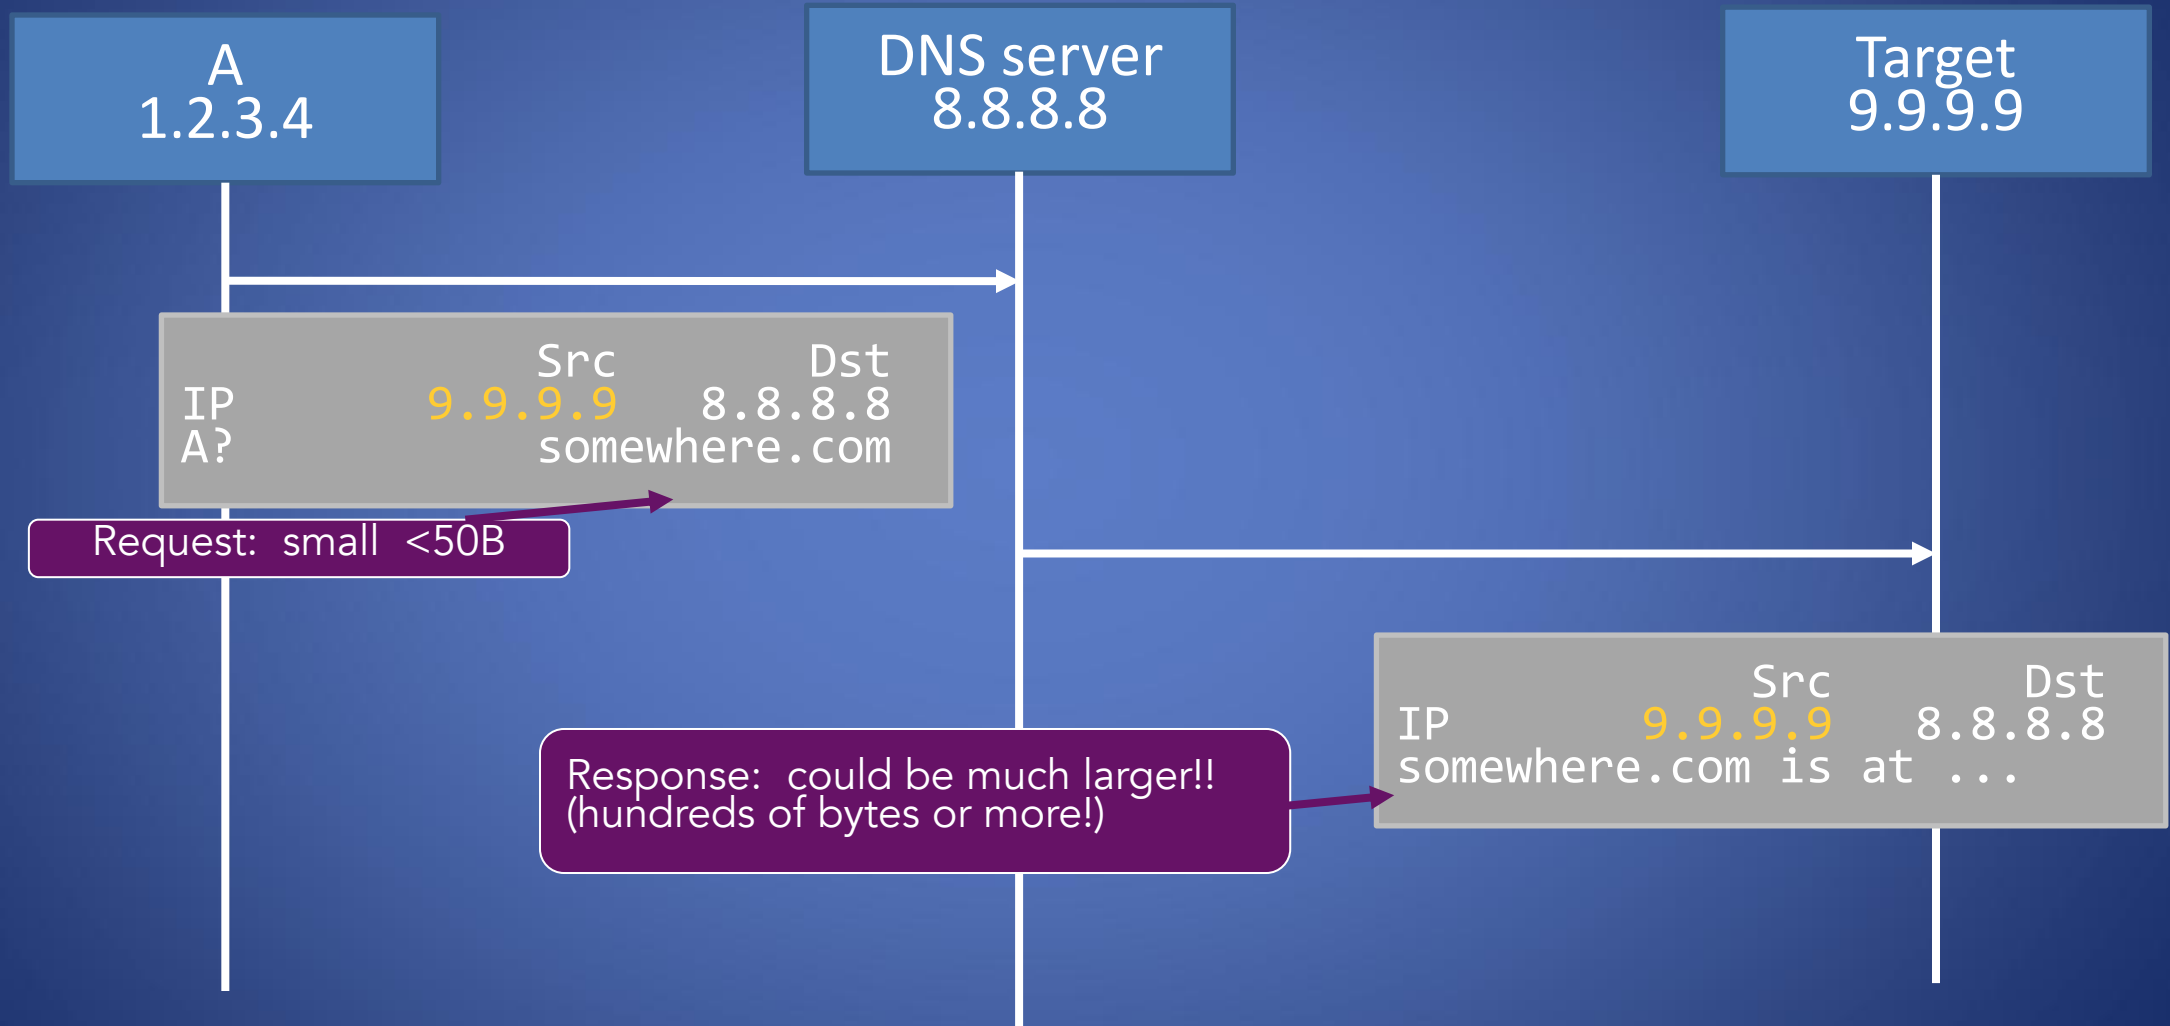 A
1.2.3.4
DNS server
8.8.8.8
Target
9.9.9.9
Src Dst
IP 9.9.9.9 8.8.8.8
A? somewhere.com
Request: small <50B
Src Dst
IP 9.9.9.9 8.8.8.8
somewhere.com is at ...
Response: could be much larger!!
(hundreds of bytes or more!)